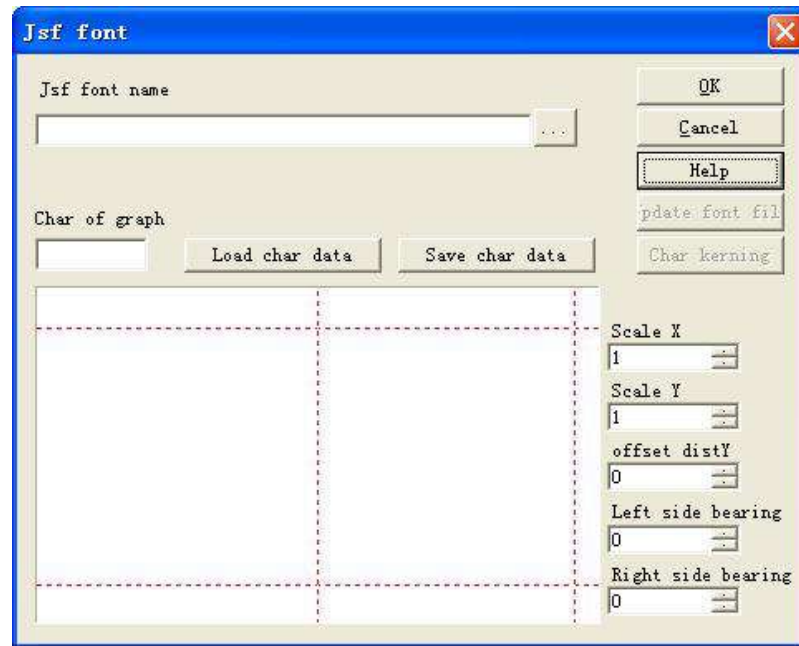 Jsf font
Jsf font name
...
OK
Cancel
Help
pdate font fil
Char kerning
Char of graph
Load char data
Save char data
Scale X
1
Scale Y
1
offset distY
0
Left side bearing
0
Right side bearing
0